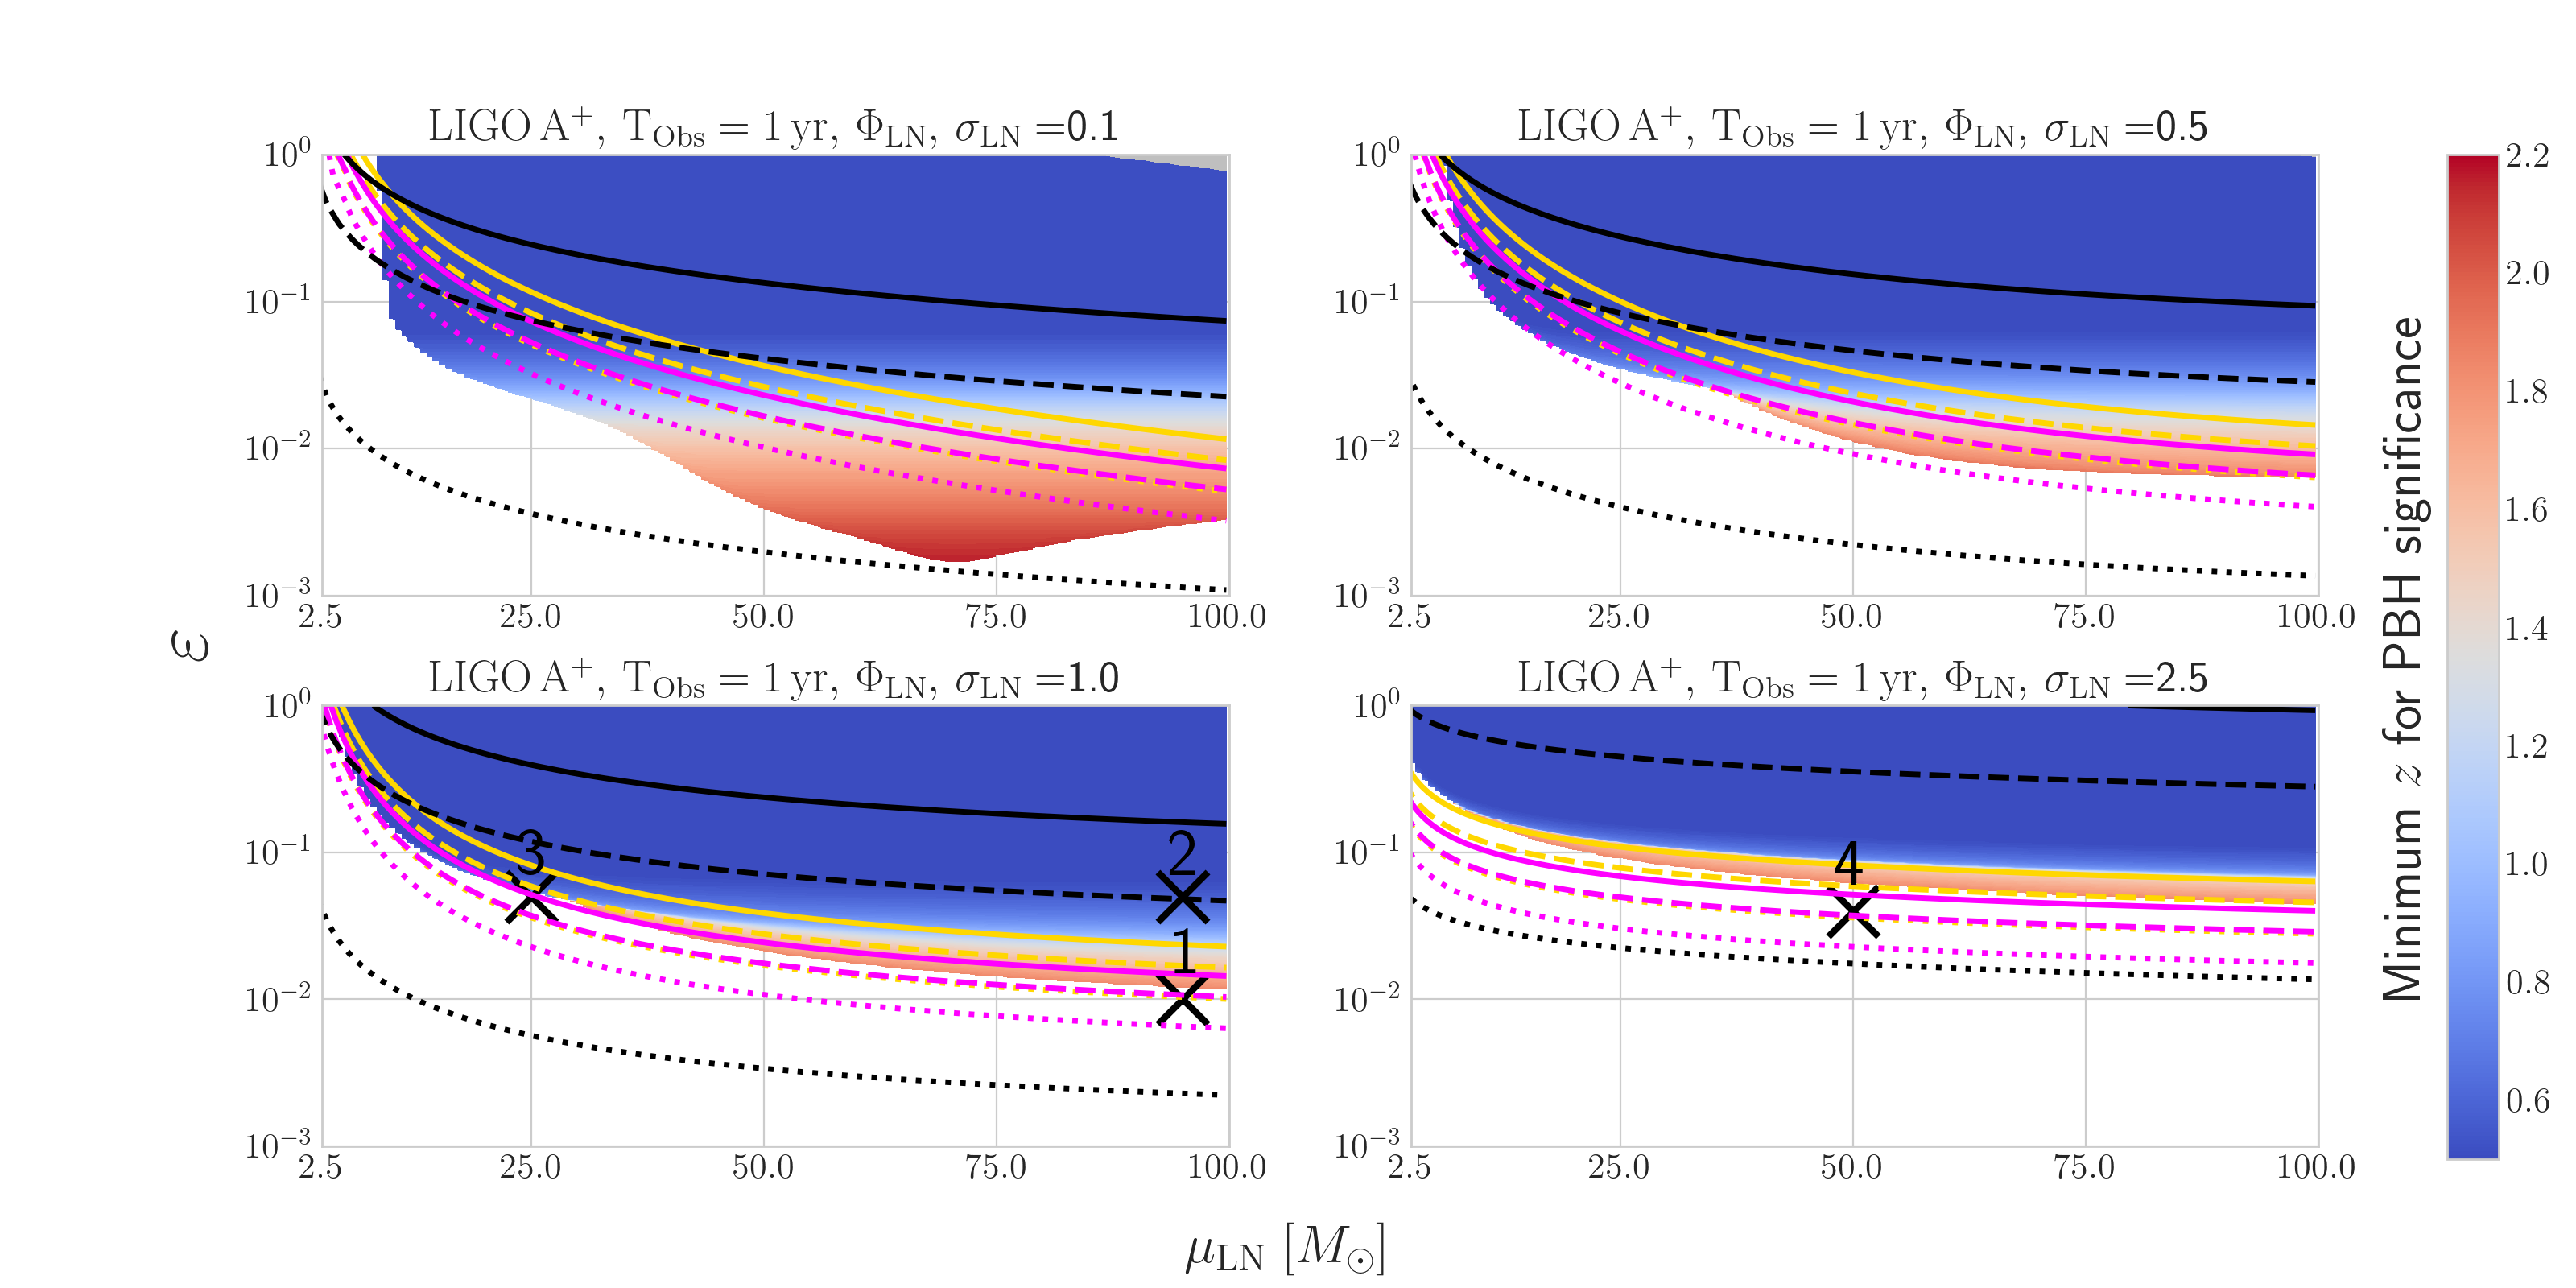 LIGO A⁺, T_Obs = 1 yr, Φ_LN, σ_LN =0.1
LIGO A⁺, T_Obs = 1 yr, Φ_LN, σ_LN =0.5
10⁰
10⁻¹
10⁻²
10⁻³
2.5 25.0 50.0 75.0 100.0
10⁰
10⁻¹
10⁻²
10⁻³
2.5 25.0 50.0 75.0 100.0
ε
LIGO A⁺, T_Obs = 1 yr, Φ_LN, σ_LN =1.0
LIGO A⁺, T_Obs = 1 yr, Φ_LN, σ_LN =2.5
10⁰
10⁻¹
10⁻²
10⁻³
3
2
1
2.5 25.0 50.0 75.0 100.0
10⁰
10⁻¹
10⁻²
10⁻³
4
2.5 25.0 50.0 75.0 100.0
μ_LN [M_⊙]
2.2
2.0
1.8
1.6
1.4
1.2
1.0
0.8
0.6
Minimum z for PBH significance